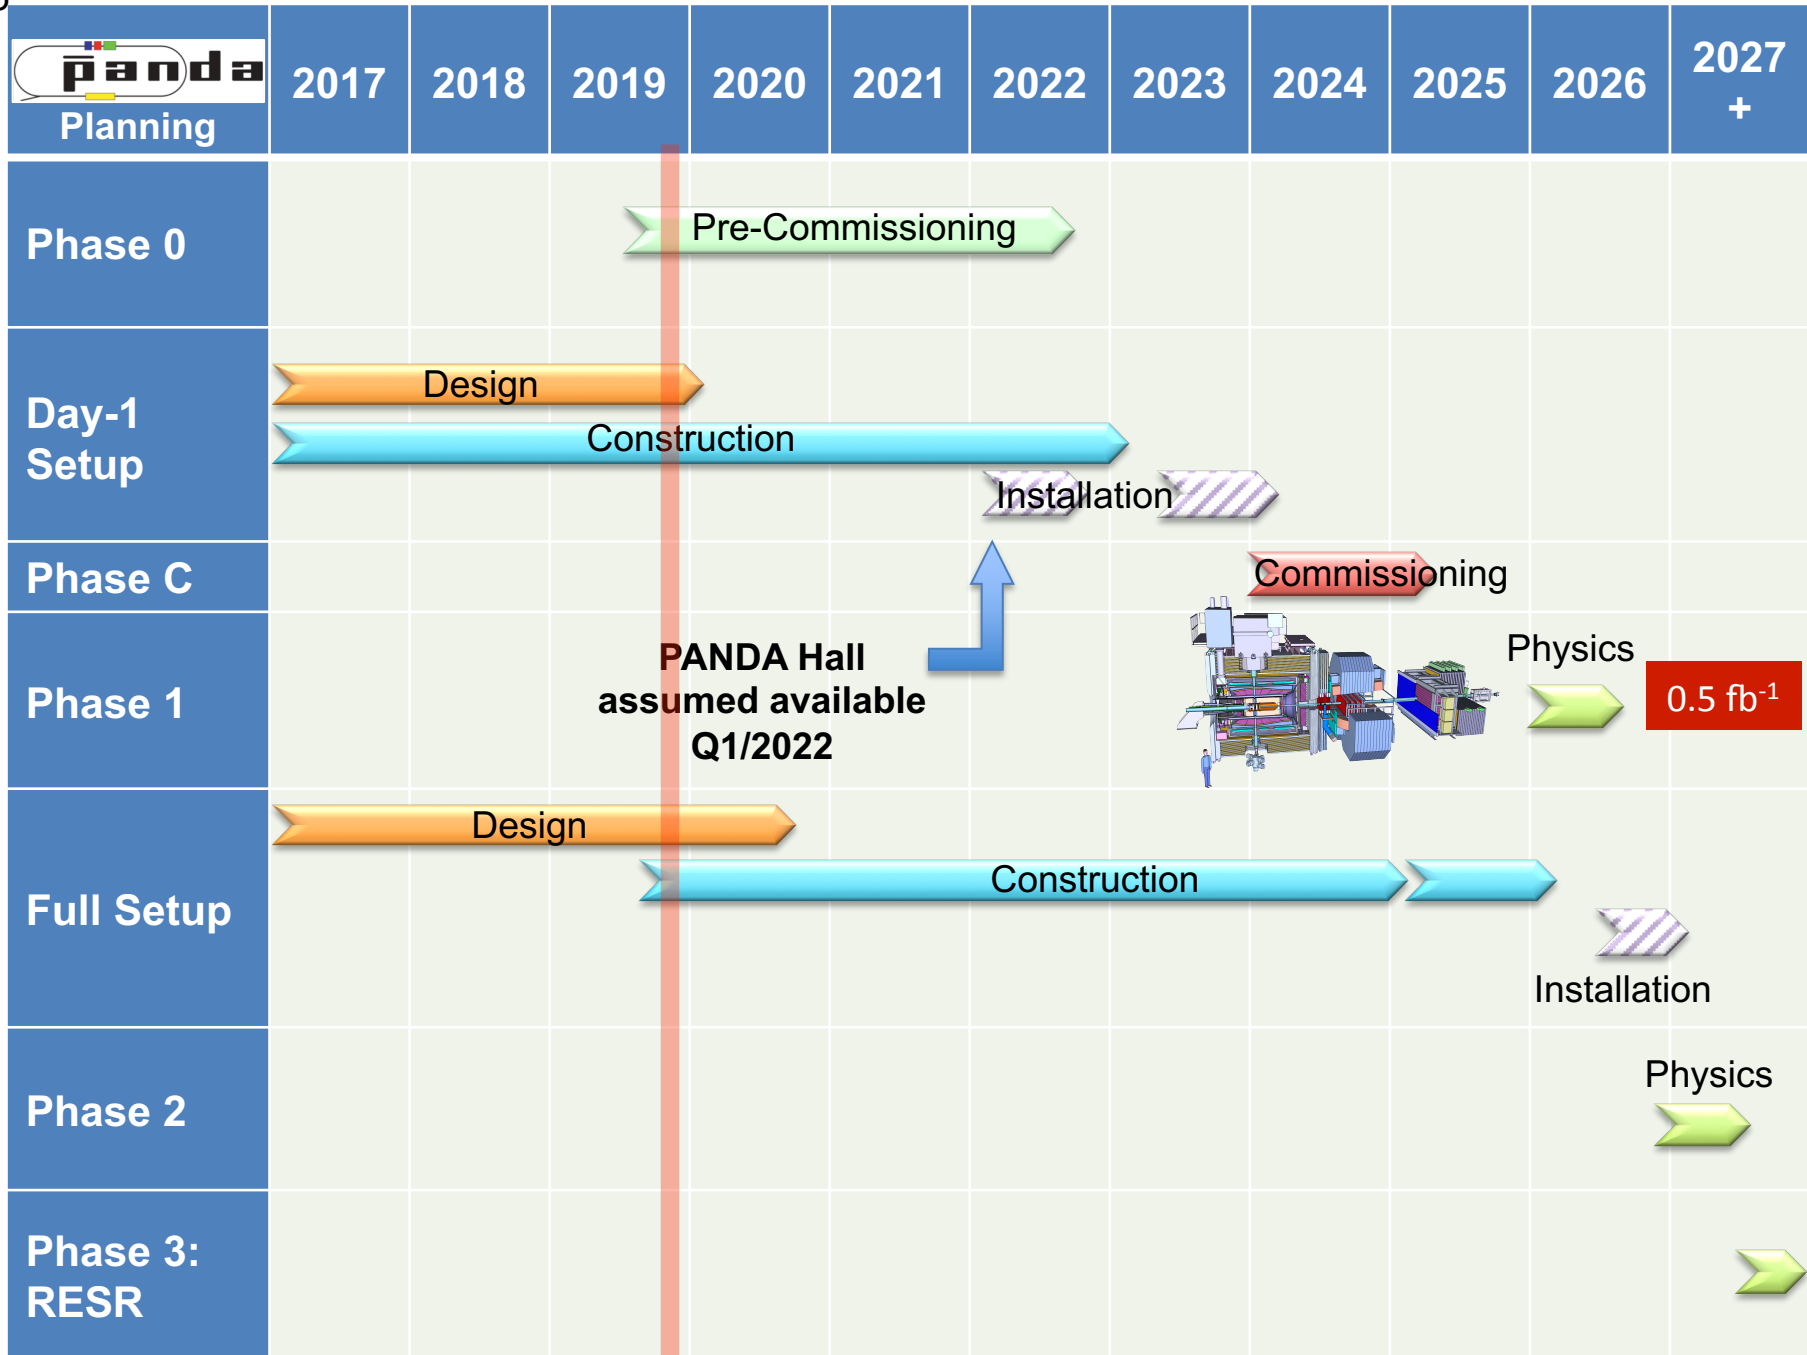 p̄anda
Planning
2017 2018 2019 2020 2021 2022 2023 2024 2025 2026 2027
+
Phase 0
Pre-Commissioning
Day-1
Setup
Design
Construction
Installation
Phase C
Commissioning
Phase 1
PANDA Hall
assumed available
Q1/2022
Physics
0.5 fb⁻¹
Full Setup
Design
Construction
Installation
Phase 2
Physics
Phase 3:
RESR